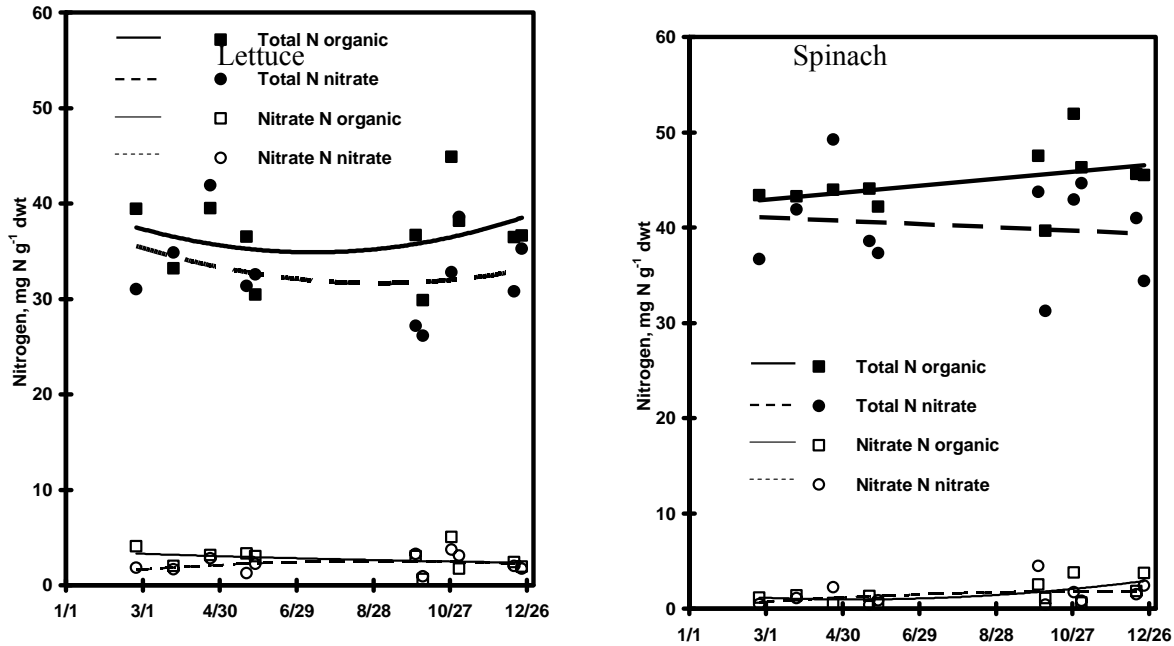 Lettuce
Total N organic
Total N nitrate
Nitrate N organic
Nitrate N nitrate
Nitrogen, mg N g-1 dwt
60
50
40
30
20
10
0
1/1 3/1 4/30 6/29 8/28 10/27 12/26
Spinach
Total N organic
Total N nitrate
Nitrate N organic
Nitrate N nitrate
Nitrogen, mg N g-1 dwt
60
50
40
30
20
10
0
1/1 3/1 4/30 6/29 8/28 10/27 12/26